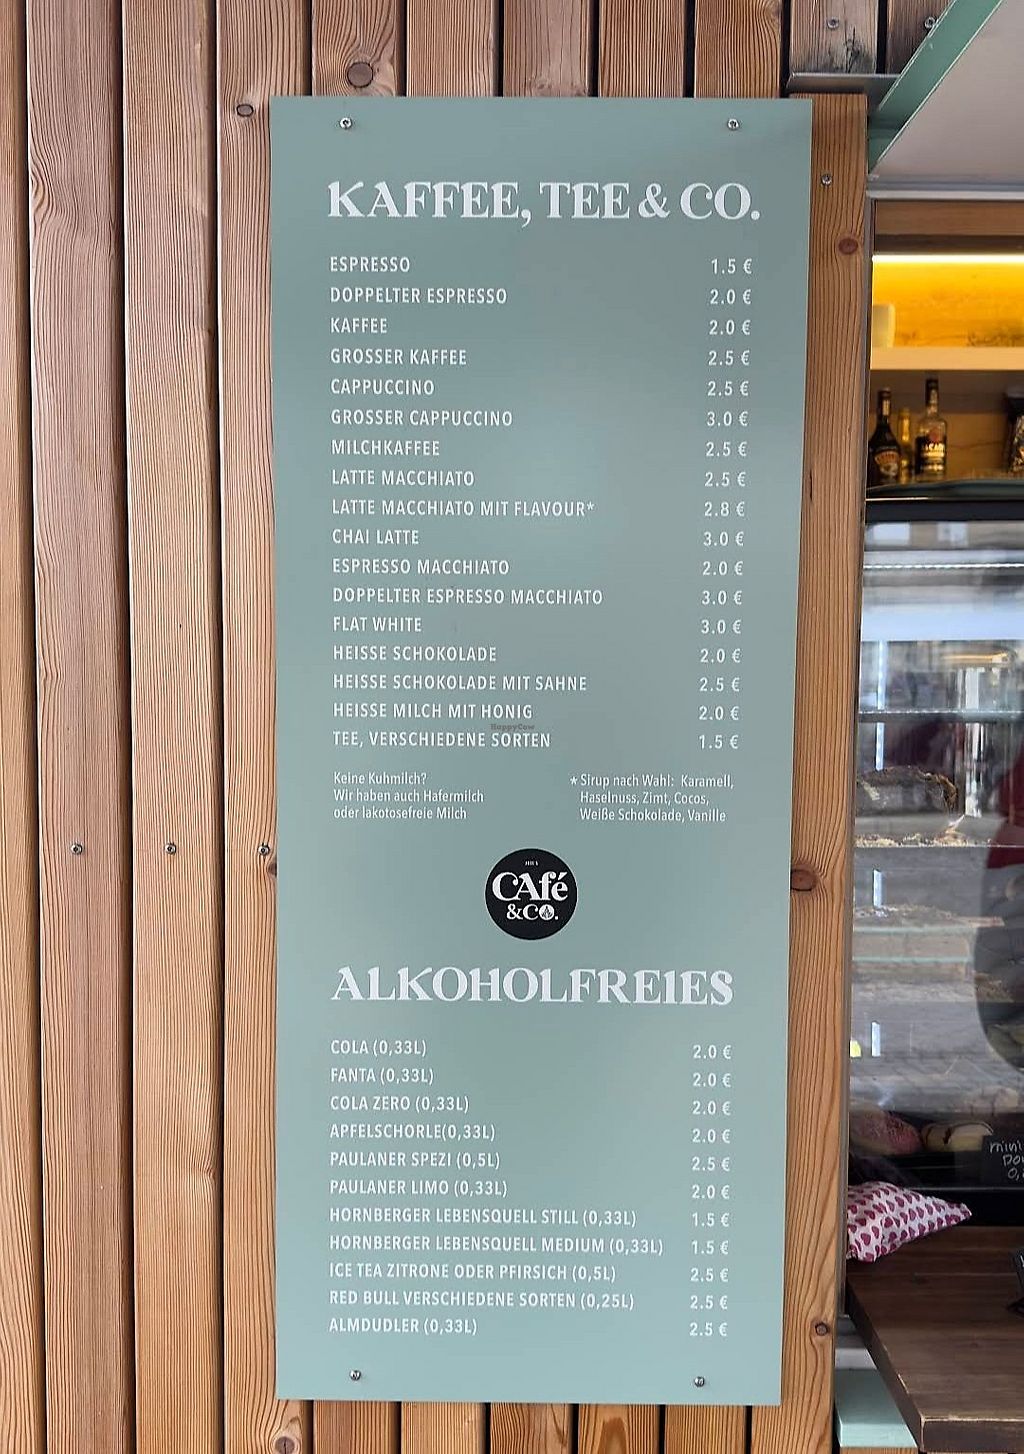 KAFFEE, TEE & CO.
ESPRESSO 1.5 €
DOPPELTER ESPRESSO 2.0 €
KAFFEE 2.0 €
GROSSER KAFFEE 2.5 €
CAPPUCCINO 2.5 €
GROSSER CAPPUCCINO 3.0 €
MILCHKAFFEE 2.5 €
LATTE MACCHIATO 2.5 €
LATTE MACCHIATO MIT FLAVOUR* 2.8 €
CHAI LATTE 3.0 €
ESPRESSO MACCHIATO 2.0 €
DOPPELTER ESPRESSO MACCHIATO 3.0 €
FLAT WHITE 3.0 €
HEISSE SCHOKOLADE 2.0 €
HEISSE SCHOKOLADE MIT SAHNE 2.5 €
HEISSE MILCH MIT HONIG 2.0 €
HappyCow
TEE, VERSCHIEDENE SORTEN 1.5 €
Keine Kuhmilch?
Wir haben auch Hafermilch
oder lakotosefreie Milch
* Sirup nach Wahl: Karamell,
Haselnuss, Zimt, Cocos,
Weiße Schokolade, Vanille
CAfé
&CO.
ALKOHOLFREIES
COLA (0,33L) 2.0 €
FANTA (0,33L) 2.0 €
COLA ZERO (0,33L) 2.0 €
APFELSCHORLE(0,33L) 2.0 €
PAULANER SPEZI (0,5L) 2.5 €
PAULANER LIMO (0,33L) 2.0 €
HORNBERGER LEBENSQUELL STILL (0,33L) 1.5 €
HORNBERGER LEBENSQUELL MEDIUM (0,33L) 1.5 €
ICE TEA ZITRONE ODER PFIRSICH (0,5L) 2.5 €
RED BULL VERSCHIEDENE SORTEN (0,25L) 2.5 €
ALMDUDLER (0,33L) 2.5 €
mini